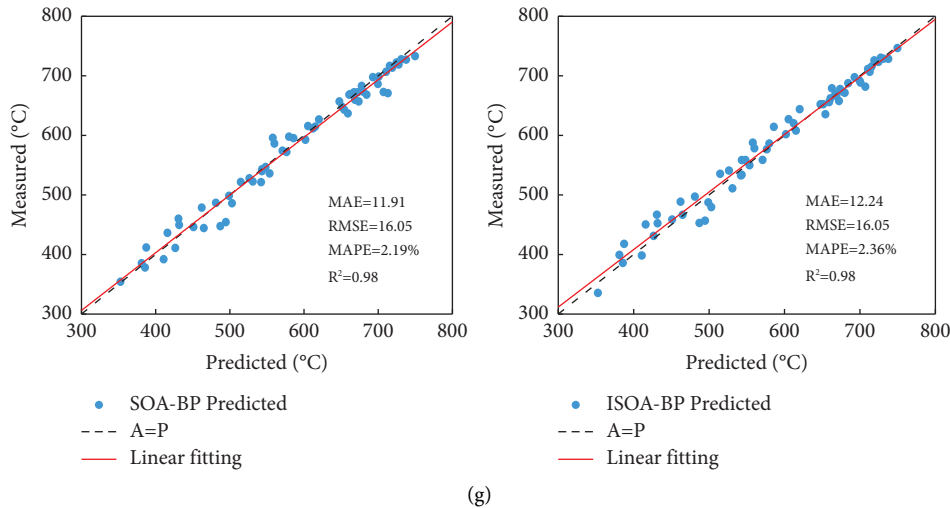 800
700
600
500
400
300
Measured (°C)
MAE=11.91
RMSE=16.05
MAPE=2.19%
R²=0.98
300 400 500 600 700 800
Predicted (°C)
SOA-BP Predicted
A=P
Linear fitting
800
700
600
500
400
300
Measured (°C)
MAE=12.24
RMSE=16.05
MAPE=2.36%
R²=0.98
300 400 500 600 700 800
Predicted (°C)
ISOA-BP Predicted
A=P
Linear fitting
(g)